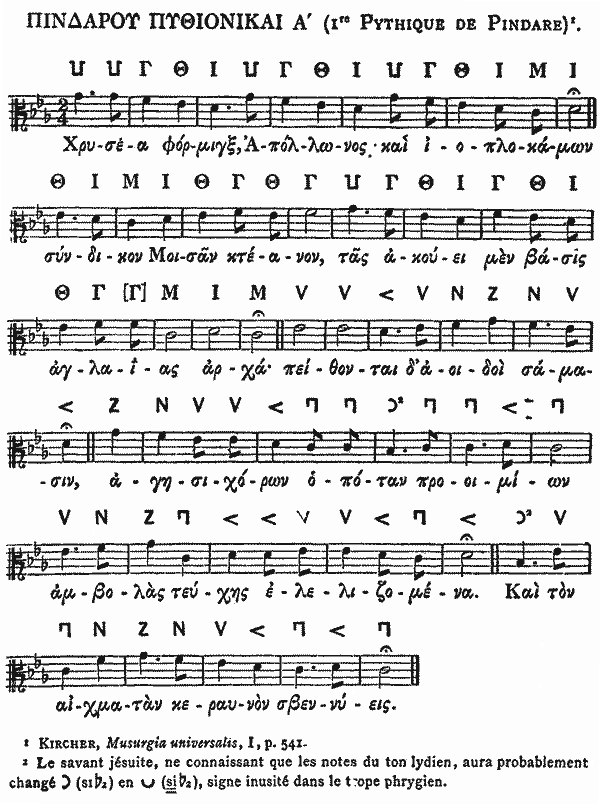 ΠΙΝΔΑΡΟΥ ΠΥΘΙΟΝΙΚΑΙ Α′ (1re PYTHIQUE DE PINDARE)¹.
Ʉ Ʉ Γ Θ Ι Ʉ Γ Θ Ι Ʉ Γ Θ Ι Μ Ι
Χρυ-σέ-α φόρ-μιγξ, Ἀ-πόλ-λω-νος· καὶ ἰ-ο-πλο-κά-μων
Θ Ι Μ Ι Θ Γ Θ Γ Ʉ Γ Θ Ι Γ Θ Ι
σύν-δι-κον Μοι-σᾶν κτέ-α-νον, τᾶς ἀ-κού-ει μὲν βά-σις
Θ Γ [Γ] Μ Ι Μ V V < V N Z N V
ἀγ-λα-ΐ-ας ἀρ-χά· πεί-θον-ται δ'ἀ-οι-δοὶ σά-μα-
< Z N V V < ꓶ ꓶ Ɔ² ꓶ ꓶ < ꓶ
-σιν, ἁ-γη-σι-χό-ρων ὁ-πό-ταν προ-οι-μί-ων
V N Z ꓶ < < V V < ꓶ < Ɔ² V
ἀμ-βο-λὰς τεύ-χης ἐ-λε-λι-ζο-μέ-να. Καὶ τὸν
ꓶ N Z N V < ꓶ < ꓶ
αἰ-χμα-τὰν κε-ραυ-νὸν σβεν-νύ-εις.
¹ KIRCHER, Musurgia universalis, I, p. 541.
² Le savant jésuite, ne connaissant que les notes du ton lydien, aura probablement
changé Ɔ (si♭₂) en ◡ (si♭₂), signe inusité dans le trope phrygien.